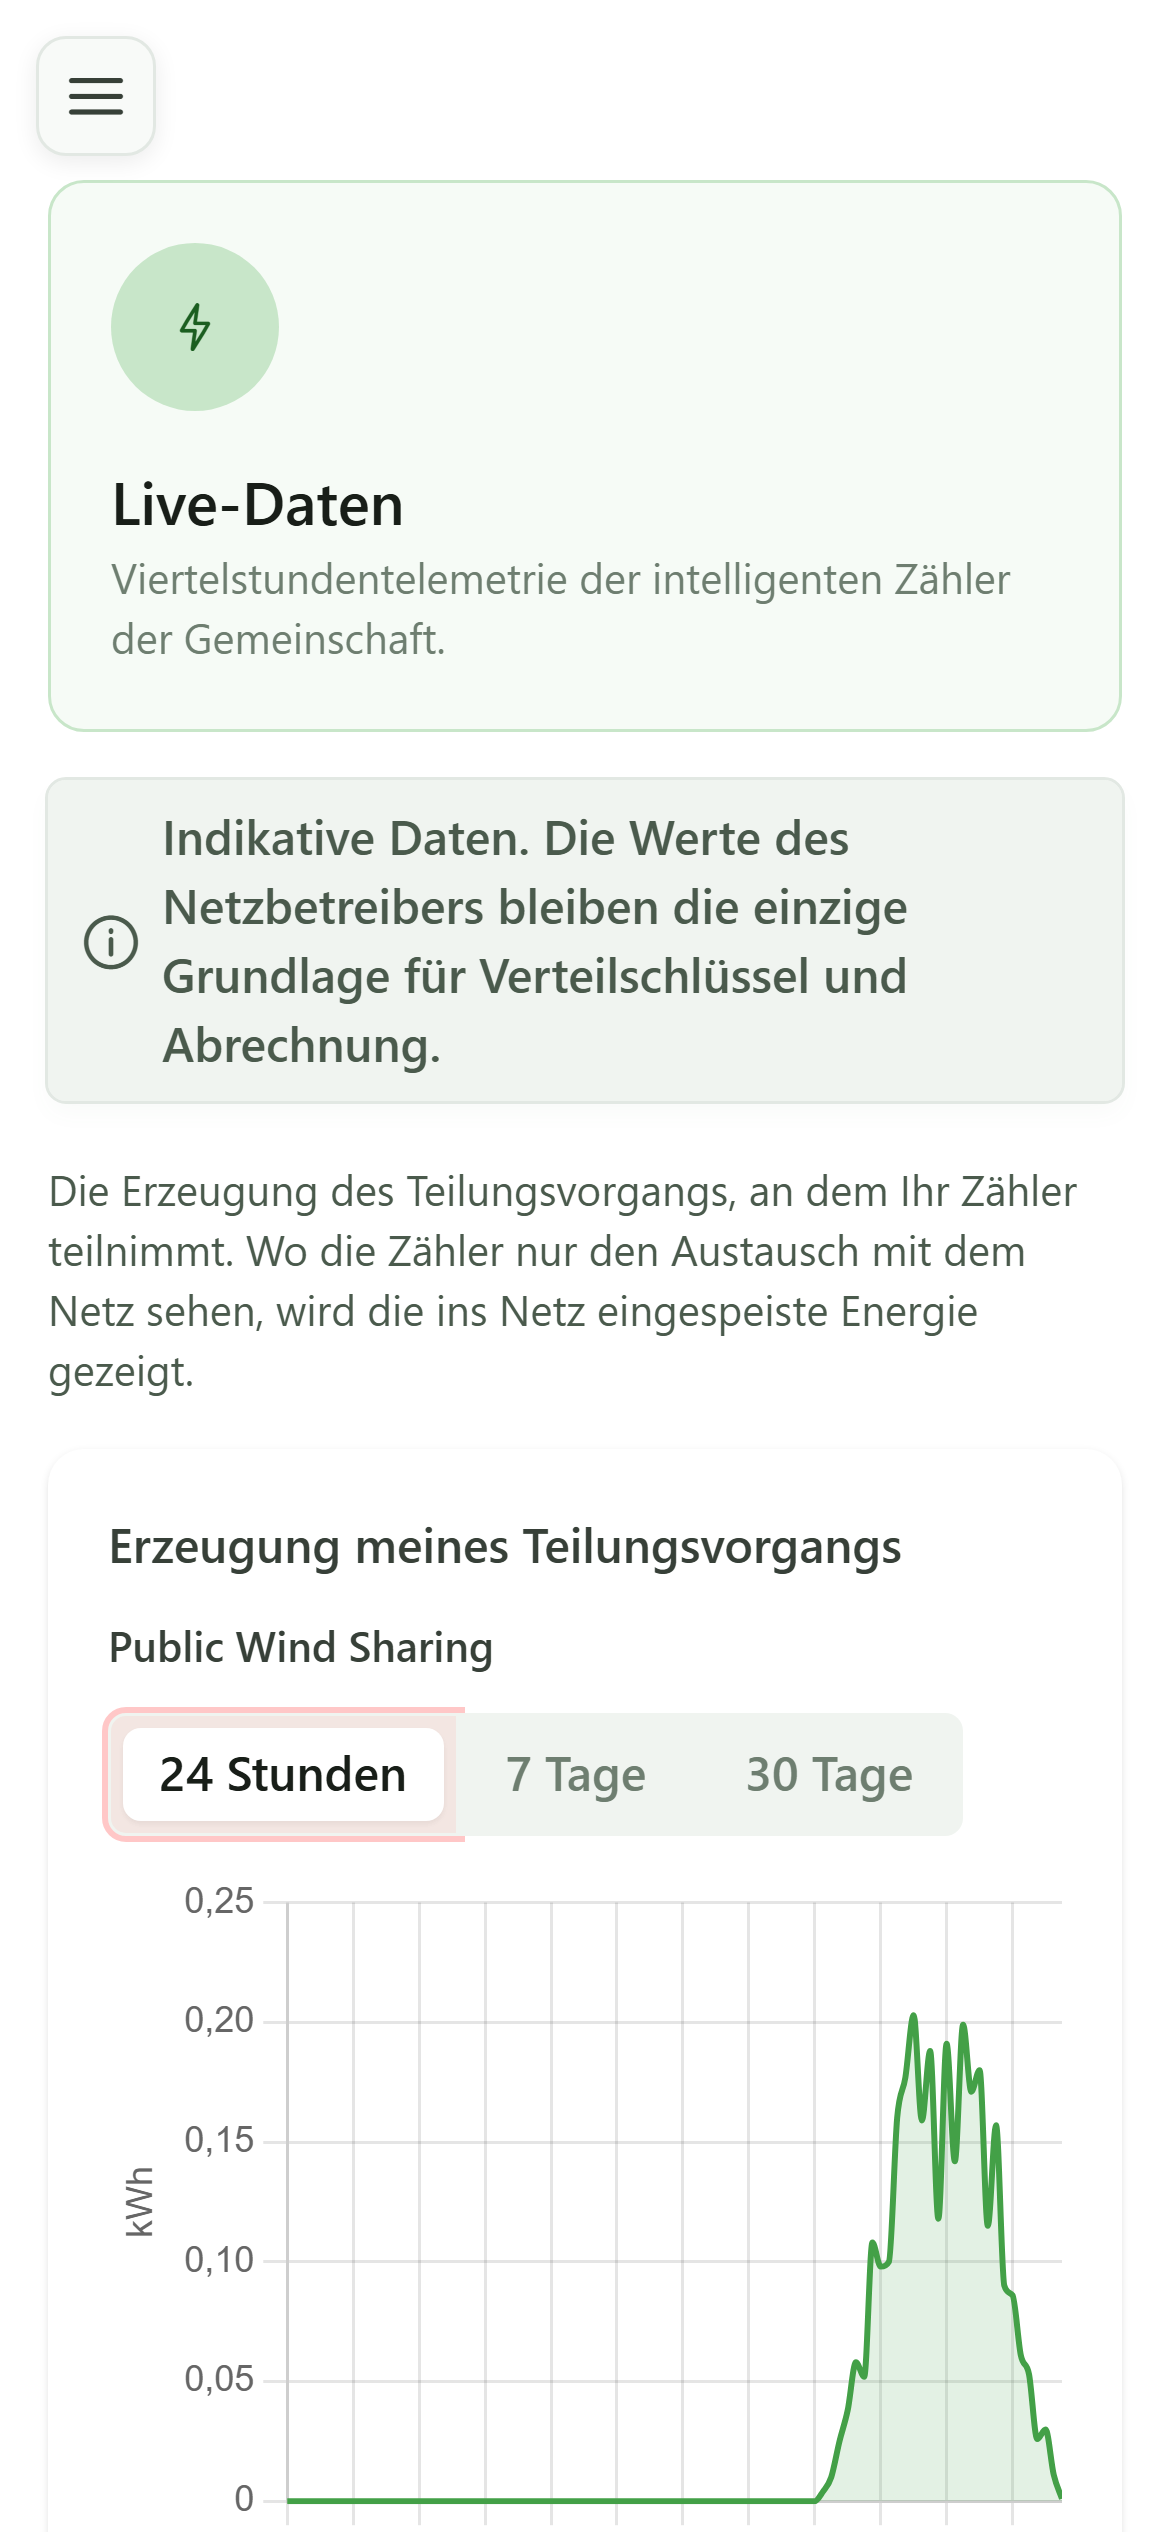 Live-Daten
Viertelstundentelemetrie der intelligenten Zähler
der Gemeinschaft.
Indikative Daten. Die Werte des
Netzbetreibers bleiben die einzige
Grundlage für Verteilschlüssel und
Abrechnung.
Die Erzeugung des Teilungsvorgangs, an dem Ihr Zähler
teilnimmt. Wo die Zähler nur den Austausch mit dem
Netz sehen, wird die ins Netz eingespeiste Energie
gezeigt.
Erzeugung meines Teilungsvorgangs
Public Wind Sharing
24 Stunden 7 Tage 30 Tage
0,25
0,20
0,15
kWh
0,10
0,05
0